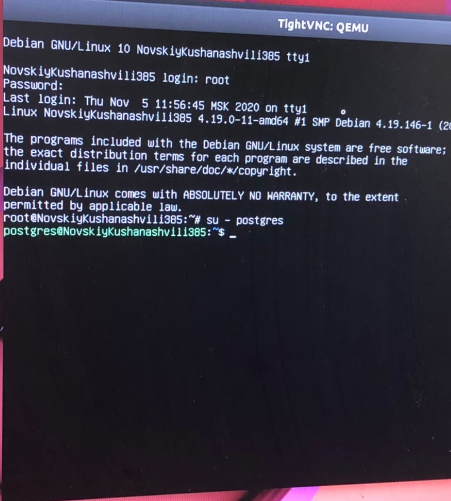 TightVNC: QEMU
Debian GNU/Linux 10 NovskiyKushanashvili385 tty1
NovskiyKushanashvili385 login: root
Password:
Last login: Thu Nov  5 11:56:45 MSK 2020 on tty1
Linux NovskiyKushanashvili385 4.19.0-11-amd64 #1 SMP Debian 4.19.146-1 (20
The programs included with the Debian GNU/Linux system are free software;
the exact distribution terms for each program are described in the
individual files in /usr/share/doc/*/copyright.
Debian GNU/Linux comes with ABSOLUTELY NO WARRANTY, to the extent
permitted by applicable law.
root@NovskiyKushanashvili385:~# su - postgres
postgres@NovskiyKushanashvili385:~$ _